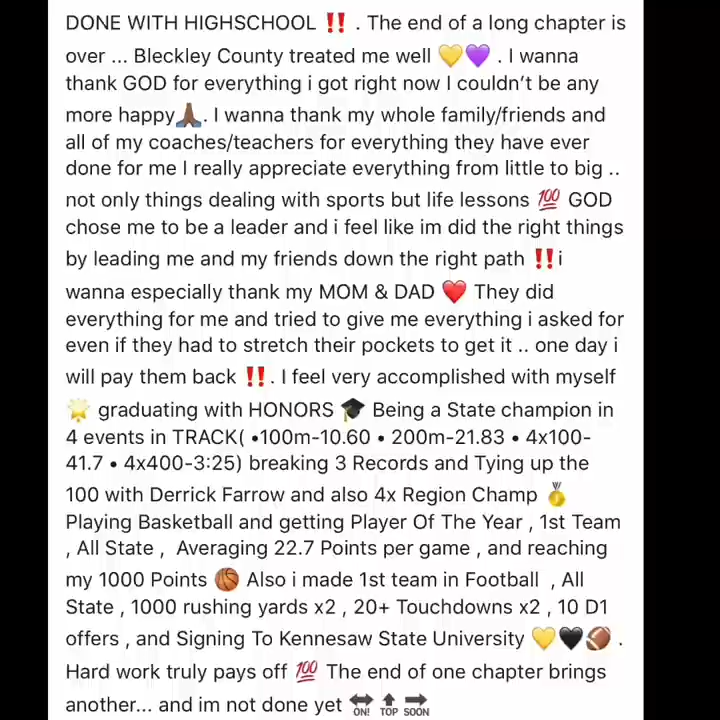 DONE WITH HIGHSCHOOL ‼️ . The end of a long chapter is
over ... Bleckley County treated me well 💛💜 . I wanna
thank GOD for everything i got right now I couldn't be any
more happy🙏🏾. I wanna thank my whole family/friends and
all of my coaches/teachers for everything they have ever
done for me I really appreciate everything from little to big ..
not only things dealing with sports but life lessons 💯 GOD
chose me to be a leader and i feel like im did the right things
by leading me and my friends down the right path ‼️i
wanna especially thank my MOM & DAD ❤️ They did
everything for me and tried to give me everything i asked for
even if they had to stretch their pockets to get it .. one day i
will pay them back ‼️. I feel very accomplished with myself
🌟 graduating with HONORS 🎓 Being a State champion in
4 events in TRACK( •100m-10.60 • 200m-21.83 • 4x100-
41.7 • 4x400-3:25) breaking 3 Records and Tying up the
100 with Derrick Farrow and also 4x Region Champ 🏅
Playing Basketball and getting Player Of The Year , 1st Team
, All State , Averaging 22.7 Points per game , and reaching
my 1000 Points 🏀 Also i made 1st team in Football , All
State , 1000 rushing yards x2 , 20+ Touchdowns x2 , 10 D1
offers , and Signing To Kennesaw State University 💛🖤🏈 .
Hard work truly pays off 💯 The end of one chapter brings
another... and im not done yet 🔛🔝🔜